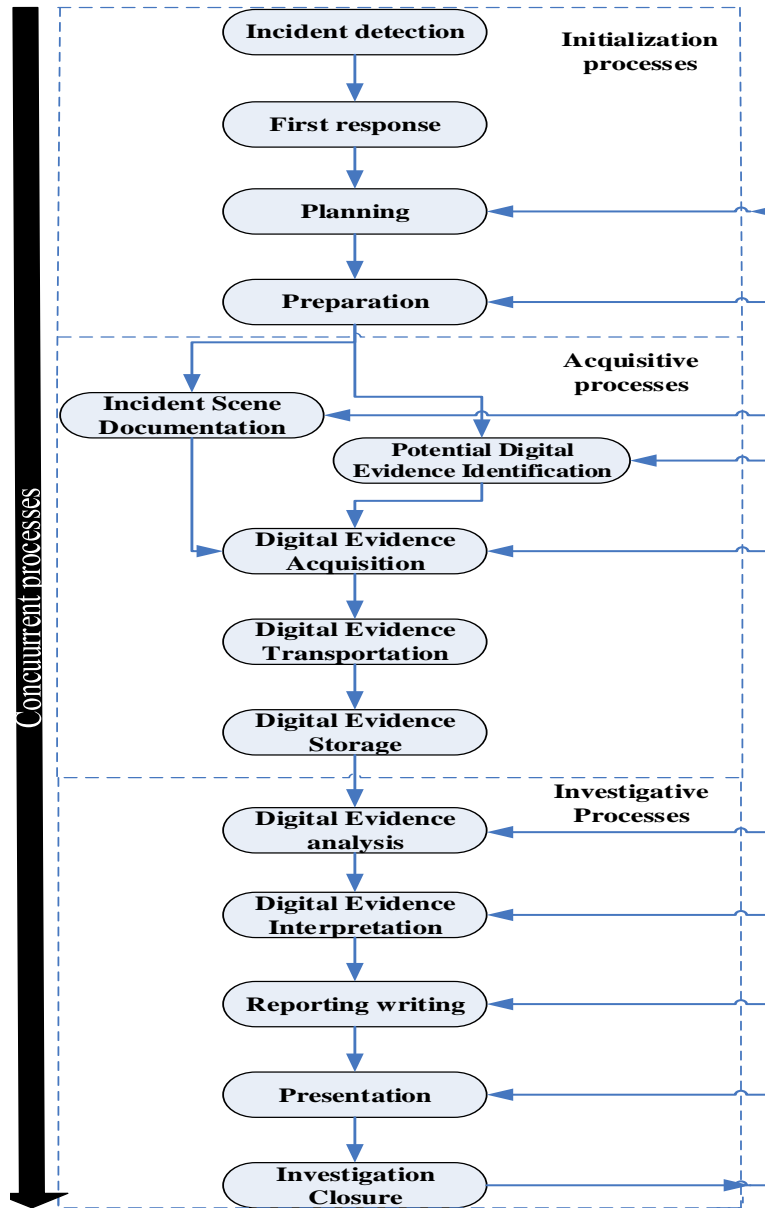 Incident detection
Initialization
processes
First response
Planning
Preparation
Acquisitive
processes
Incident Scene
Documentation
Potential Digital
Evidence Identification
Digital Evidence
Acquisition
Digital Evidence
Transportation
Digital Evidence
Storage
Investigative
Processes
Digital Evidence
analysis
Digital Evidence
Interpretation
Reporting writing
Presentation
Investigation
Closure
Concuurrent processes